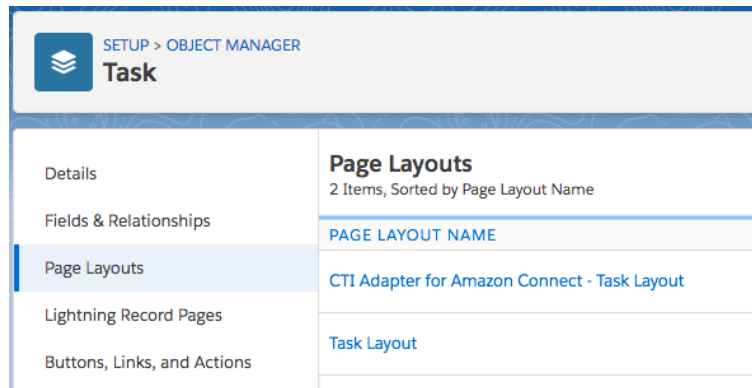 SETUP > OBJECT MANAGER
Task
Details
Fields & Relationships
Page Layouts
Lightning Record Pages
Buttons, Links, and Actions
Page Layouts
2 Items, Sorted by Page Layout Name
PAGE LAYOUT NAME
CTI Adapter for Amazon Connect - Task Layout
Task Layout